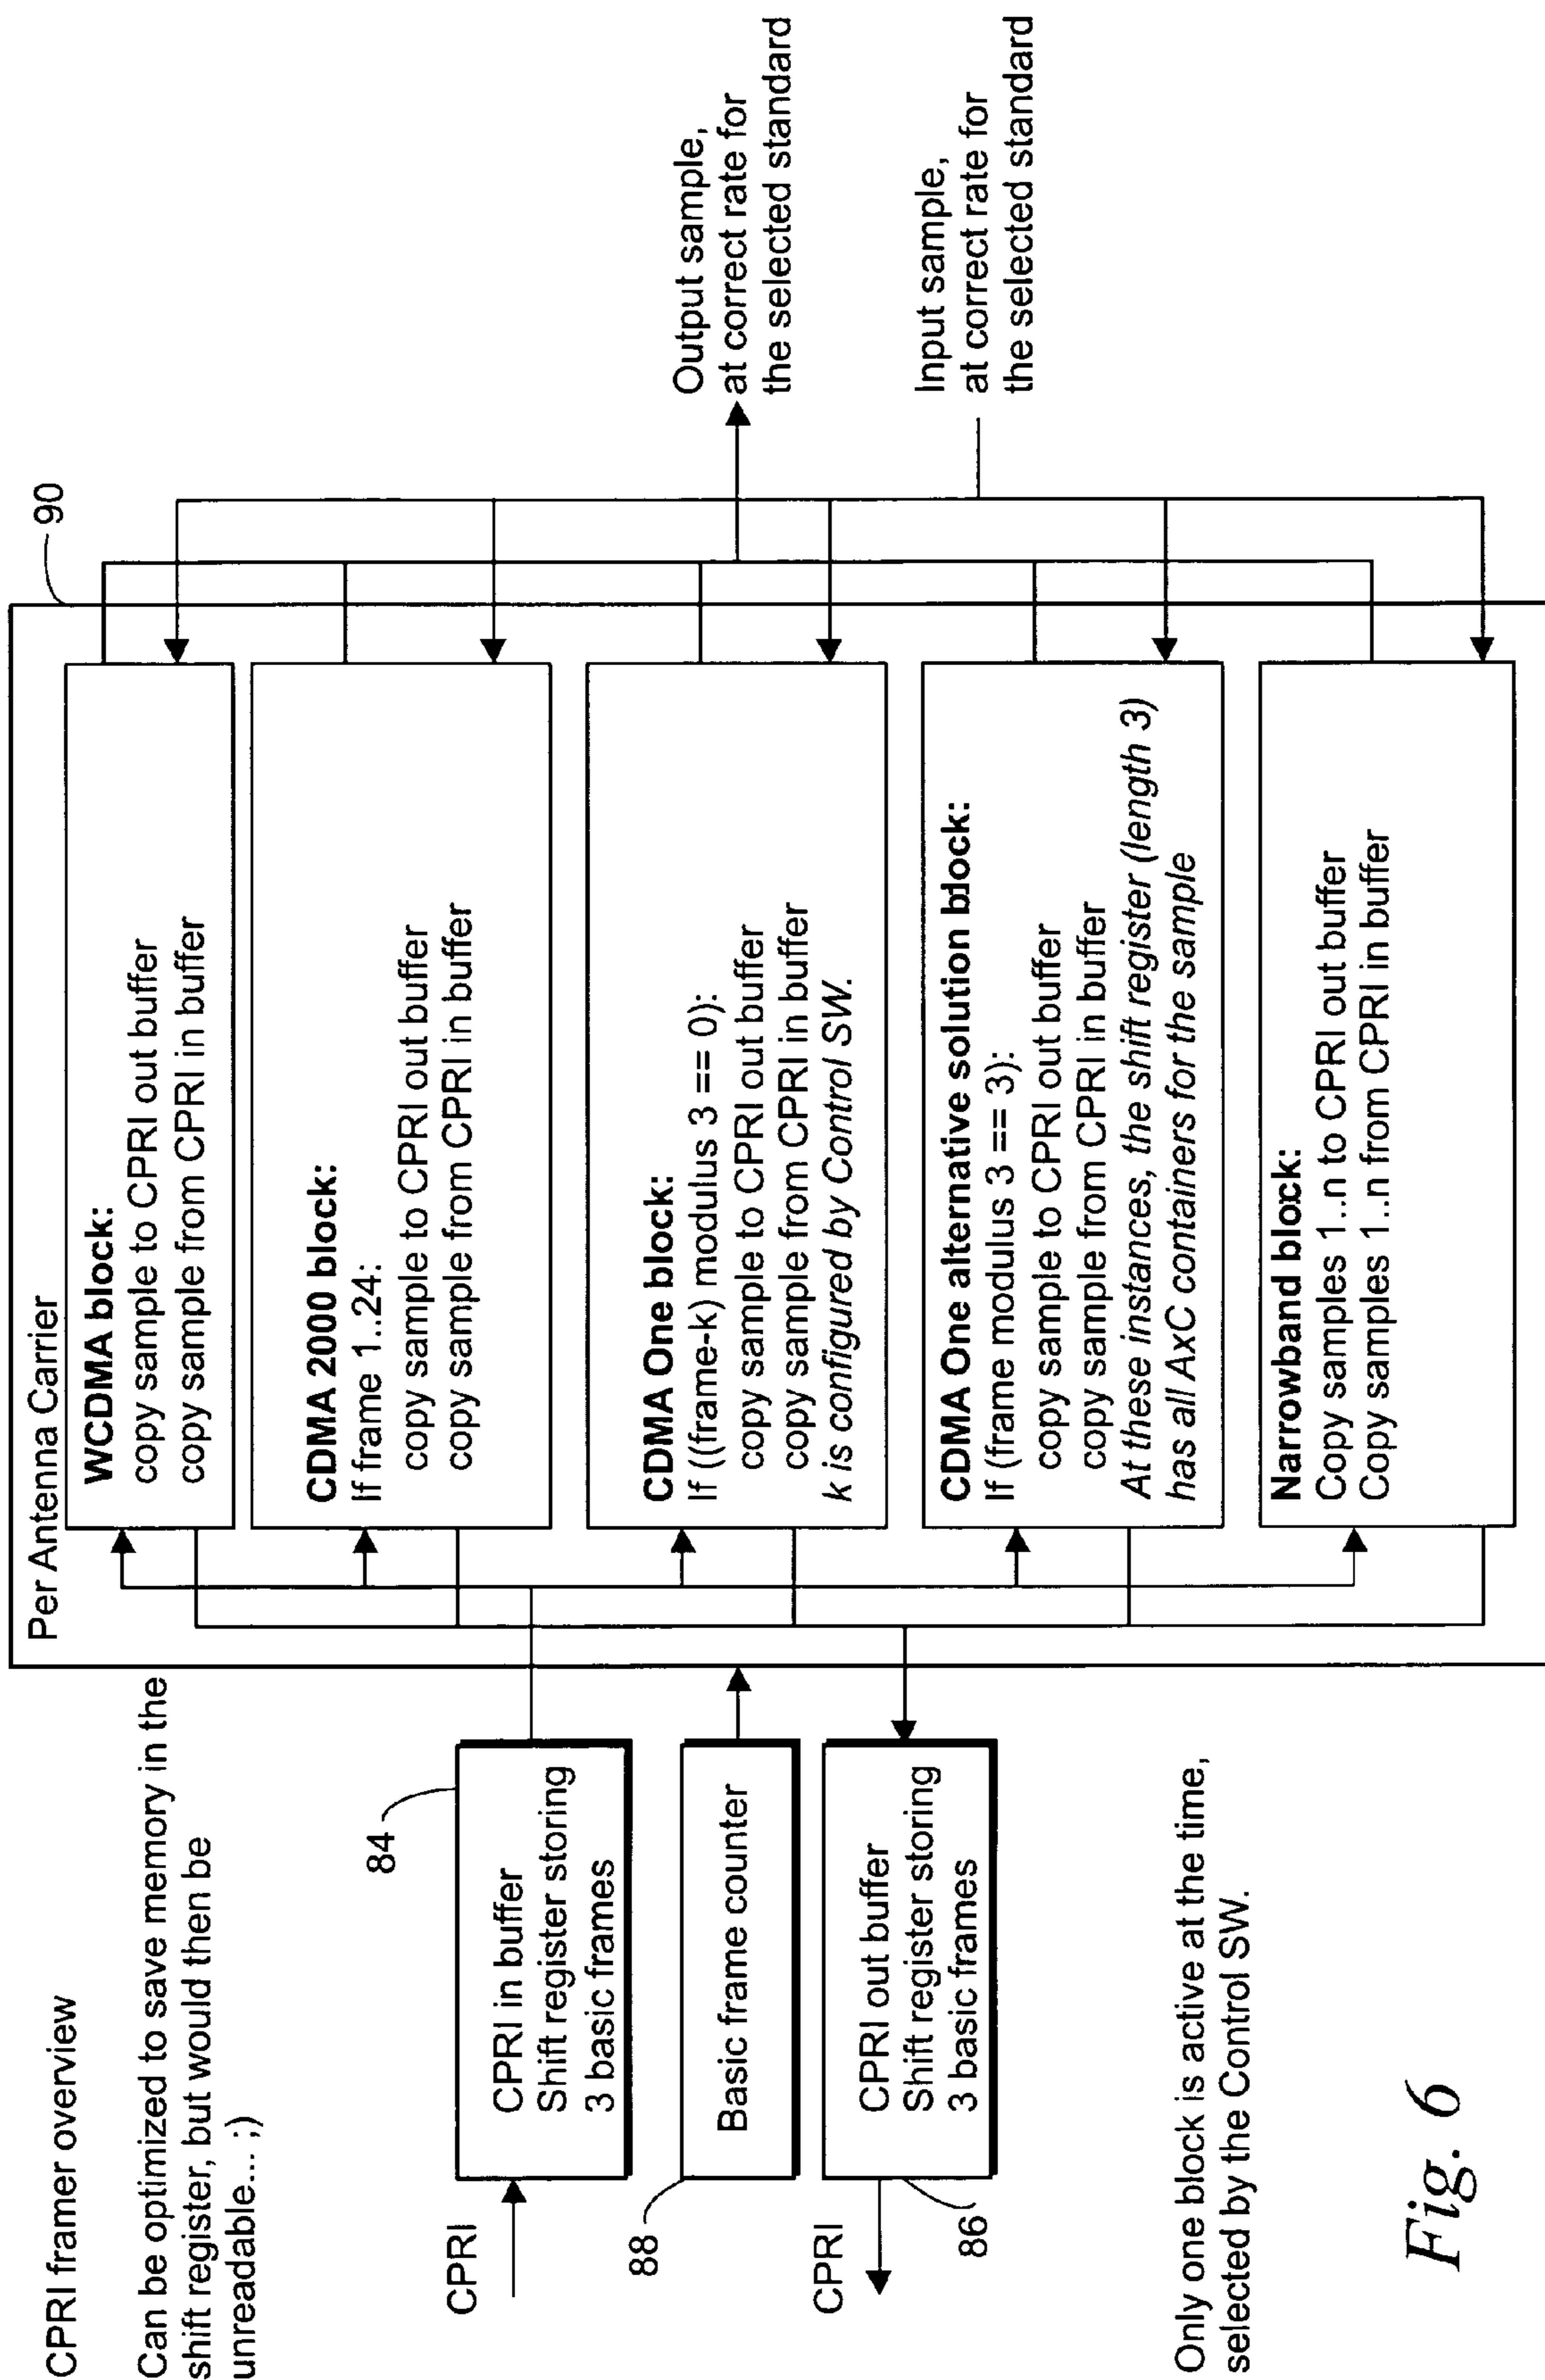 CPRI framer overview
Can be optimized to save memory in the
shift register, but would then be
unreadable... ;)
CPRI
84
CPRI in buffer
Shift register storing
3 basic frames
88
Basic frame counter
CPRI
86
CPRI out buffer
Shift register storing
3 basic frames
Only one block is active at the time,
selected by the Control SW.
Per Antenna Carrier
90
WCDMA block:
copy sample to CPRI out buffer
copy sample from CPRI in buffer
CDMA 2000 block:
If frame 1..24:
copy sample to CPRI out buffer
copy sample from CPRI in buffer
CDMA One block:
If ((frame-k) modulus 3 == 0):
copy sample to CPRI out buffer
copy sample from CPRI in buffer
k is configured by Control SW.
CDMA One alternative solution block:
If (frame modus 3 == 3):
copy sample to CPRI out buffer
copy sample from CPRI in buffer
At these instances, the shift register (length 3)
has all AxC containers for the sample
Narrowband block:
Copy samples 1..n to CPRI out buffer
Copy samples 1..n from CPRI in buffer
Output sample,
at correct rate for
the selected standard
Input sample,
at correct rate for
the selected standard
Fig. 6